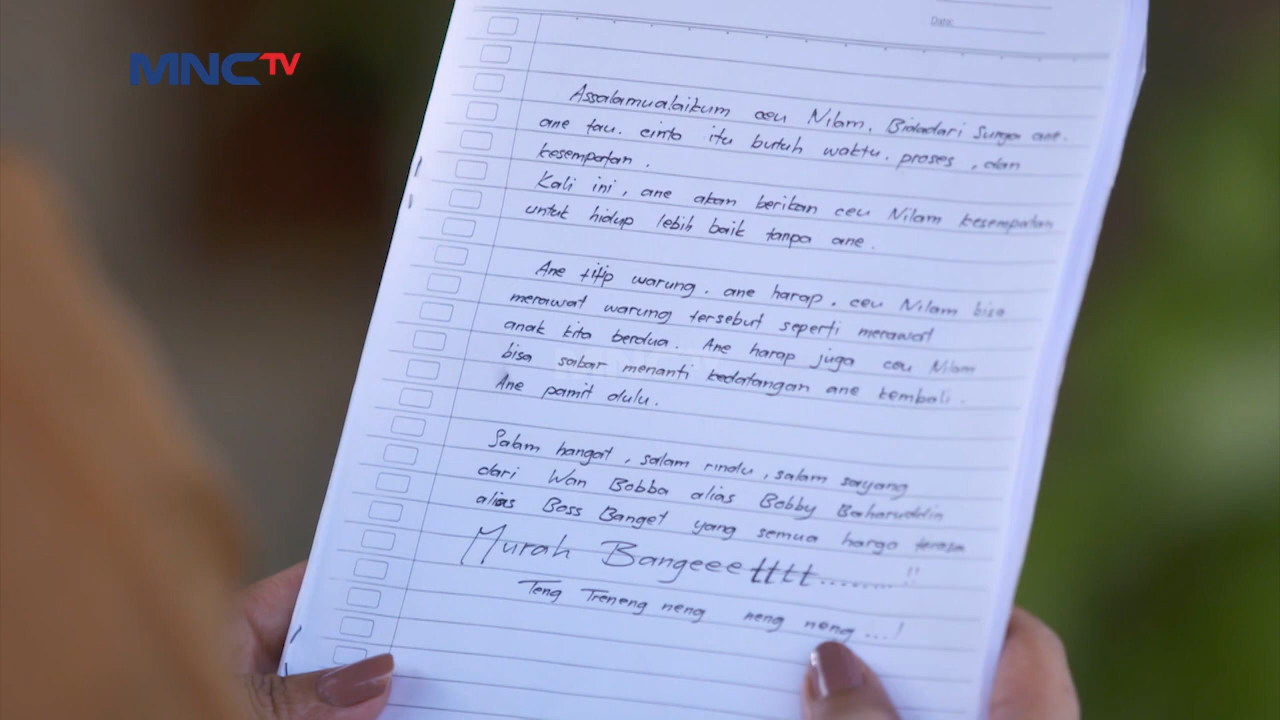 MNCTV
Date:
Assalamualaikum ceu Nilam, Bidadari Surga ane.
ane tau. cinta itu butuh waktu. proses, dan
kesempatan.
Kali ini, ane akan berikan ceu Nilam kesempatan
untuk hidup lebih baik tanpa ane.
Ane titip warung. ane harap, ceu Nilam bisa
merawat warung tersebut seperti merawat
anak kita berdua. Ane harap juga ceu Nilam
bisa sabar menanti kedatangan ane kembali.
Ane pamit dulu.
Salam hangat, salam rindu, salam sayang
dari Wan Bobba alias Bobby Baharuddin
alias Boss Banget yang semua harga terasa
Murah Bangeeetttt........!!
Teng Treneng neng neng neng...!